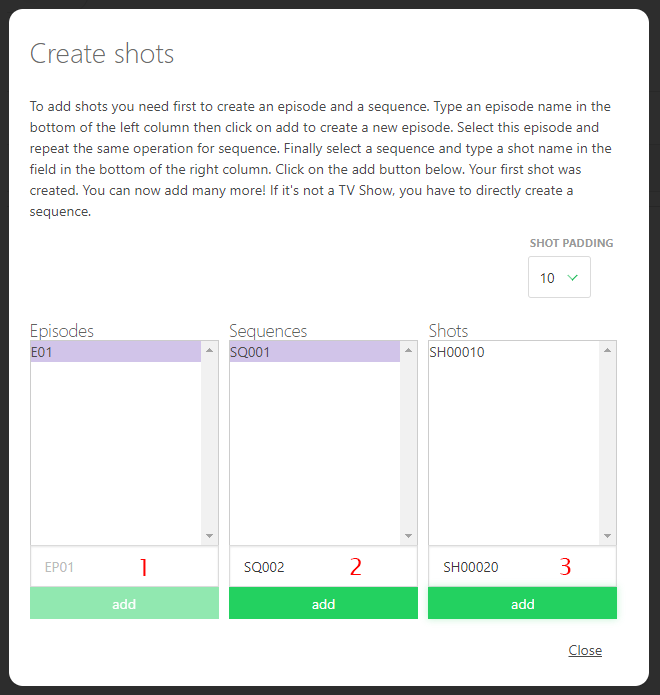 Create shots
To add shots you need first to create an episode and a sequence. Type an episode name in the
bottom of the left column then click on add to create a new episode. Select this episode and
repeat the same operation for sequence. Finally select a sequence and type a shot name in the
field in the bottom of the right column. Click on the add button below. Your first shot was
created. You can now add many more! If it's not a TV Show, you have to directly create a
sequence.
SHOT PADDING
10
Episodes Sequences Shots
E01 SQ001 SH00010
EP01 1 SQ002 2 SH00020 3
add add add
Close